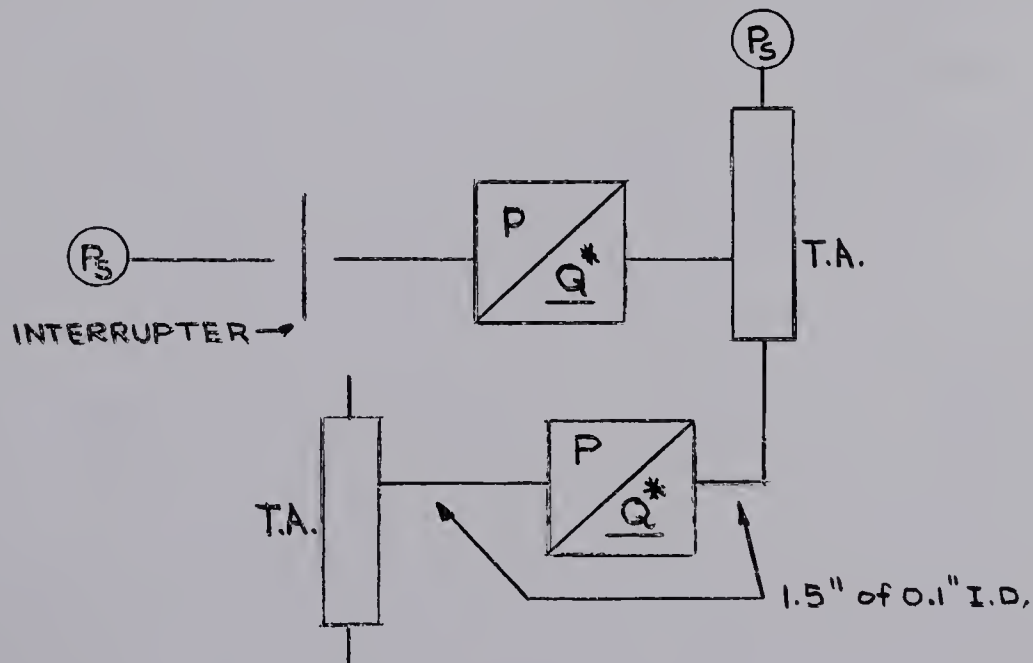 Ps
P
Q*
Ps
T.A.
INTERRUPTER
P
Q*
T.A.
1.5" of 0.1" I.D.